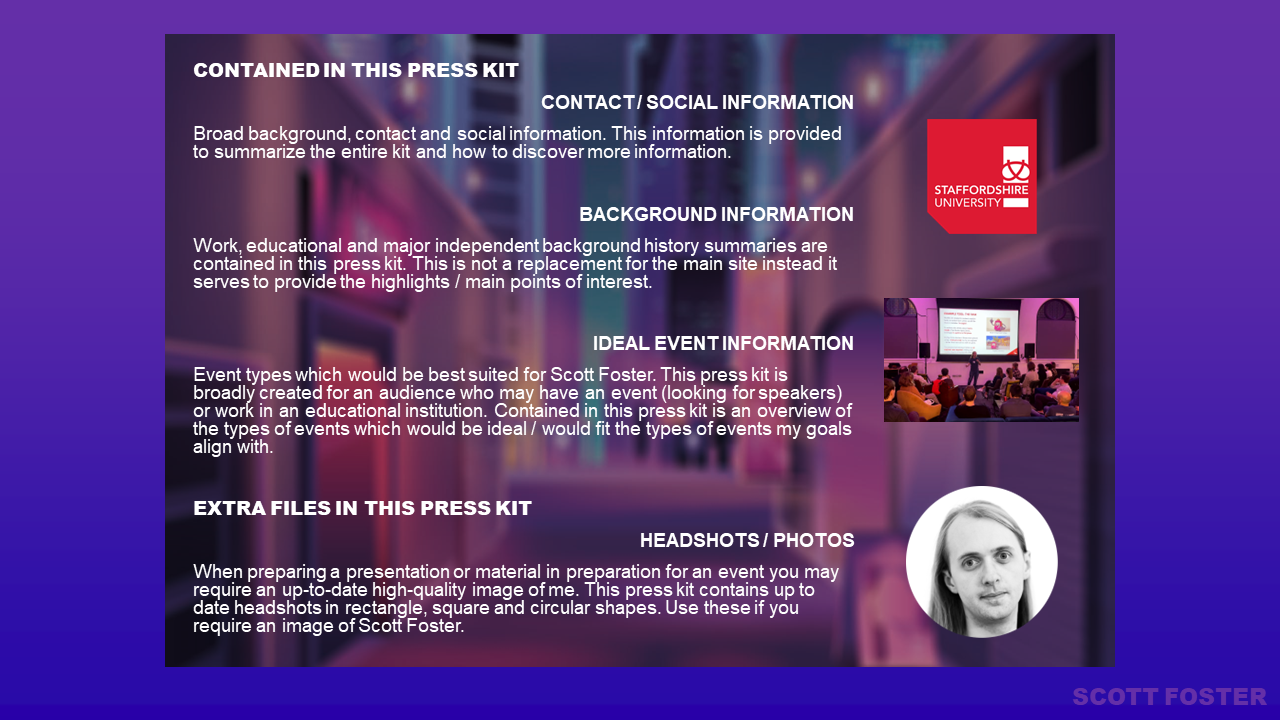 CONTAINED IN THIS PRESS KIT
CONTACT / SOCIAL INFORMATION
Broad background, contact and social information. This information is provided
to summarize the entire kit and how to discover more information.
STAFFORDSHIRE
UNIVERSITY
BACKGROUND INFORMATION
Work, educational and major independent background history summaries are
contained in this press kit. This is not a replacement for the main site instead it
serves to provide the highlights / main points of interest.
IDEAL EVENT INFORMATION
Event types which would be best suited for Scott Foster. This press kit is
broadly created for an audience who may have an event (looking for speakers)
or work in an educational institution. Contained in this press kit is an overview of
the types of events which would be ideal / would fit the types of events my goals
align with.
EXTRA FILES IN THIS PRESS KIT
HEADSHOTS / PHOTOS
When preparing a presentation or material in preparation for an event you may
require an up-to-date high-quality image of me. This press kit contains up to
date headshots in rectangle, square and circular shapes. Use these if you
require an image of Scott Foster.
SCOTT FOSTER